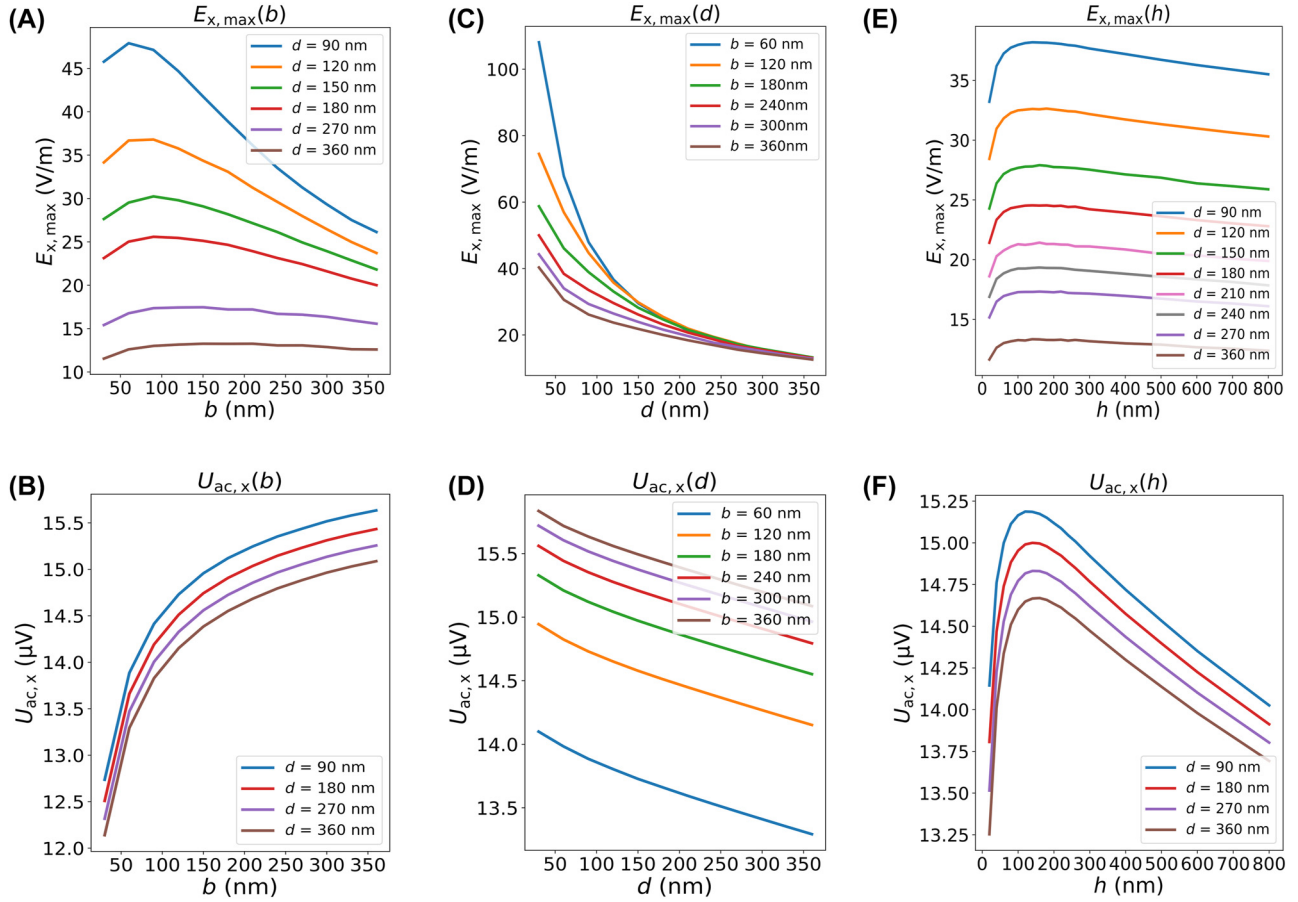 (A)
E_x, max(b)
E_x, max (V/m)
45
40
35
30
25
20
15
10
d = 90 nm
d = 120 nm
d = 150 nm
d = 180 nm
d = 270 nm
d = 360 nm
50 100 150 200 250 300 350
b (nm)
(C)
E_x, max(d)
E_x, max (V/m)
100
80
60
40
20
b = 60 nm
b = 120 nm
b = 180nm
b = 240nm
b = 300nm
b = 360nm
50 100 150 200 250 300 350
d (nm)
(E)
E_x, max(h)
E_x, max (V/m)
35
30
25
20
15
d = 90 nm
d = 120 nm
d = 150 nm
d = 180 nm
d = 210 nm
d = 240 nm
d = 270 nm
d = 360 nm
0 100 200 300 400 500 600 700 800
h (nm)
(B)
U_ac, x(b)
U_ac, x (µV)
15.5
15.0
14.5
14.0
13.5
13.0
12.5
12.0
d = 90 nm
d = 180 nm
d = 270 nm
d = 360 nm
50 100 150 200 250 300 350
b (nm)
(D)
U_ac, x(d)
U_ac, x (µV)
15.5
15.0
14.5
14.0
13.5
b = 60 nm
b = 120 nm
b = 180 nm
b = 240 nm
b = 300 nm
b = 360 nm
50 100 150 200 250 300 350
d (nm)
(F)
U_ac, x(h)
U_ac, x (µV)
15.25
15.00
14.75
14.50
14.25
14.00
13.75
13.50
13.25
d = 90 nm
d = 180 nm
d = 270 nm
d = 360 nm
0 100 200 300 400 500 600 700 800
h (nm)